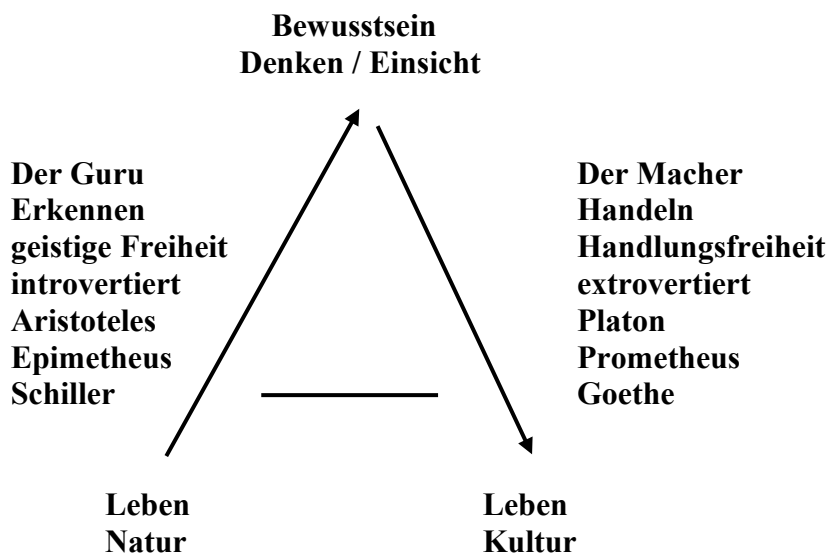 Bewusstsein
Denken / Einsicht
Der Guru
Erkennen
geistige Freiheit
introvertiert
Aristoteles
Epimetheus
Schiller
Der Macher
Handeln
Handlungsfreiheit
extrovertiert
Platon
Prometheus
Goethe
Leben
Natur
Leben
Kultur